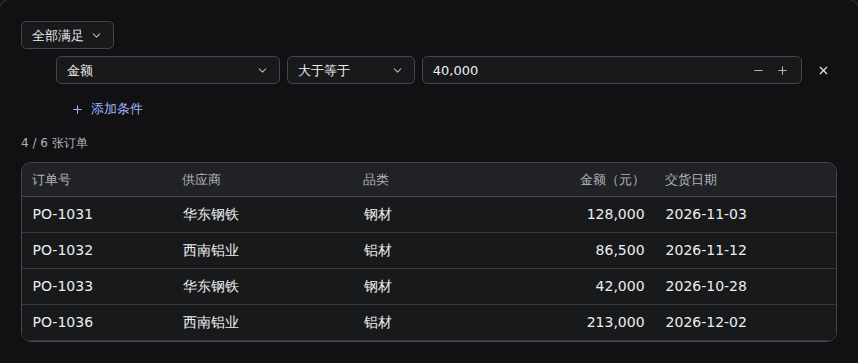 全部满足
金额 大于等于 40,000
添加条件
4 / 6 张订单
订单号 供应商 品类 金额（元） 交货日期
PO-1031 华东钢铁 钢材 128,000 2026-11-03
PO-1032 西南铝业 铝材 86,500 2026-11-12
PO-1033 华东钢铁 钢材 42,000 2026-10-28
PO-1036 西南铝业 铝材 213,000 2026-12-02